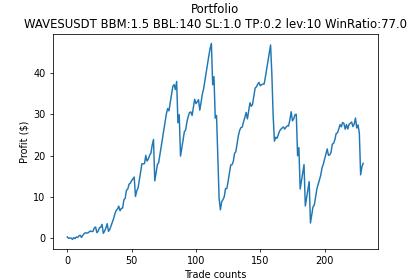 Portfolio
WAVESUSDT BBM:1.5 BBL:140 SL:1.0 TP:0.2 lev:10 WinRatio:77.0
40
30
20
10
0
Profit ($)
0 50 100 150 200
Trade counts